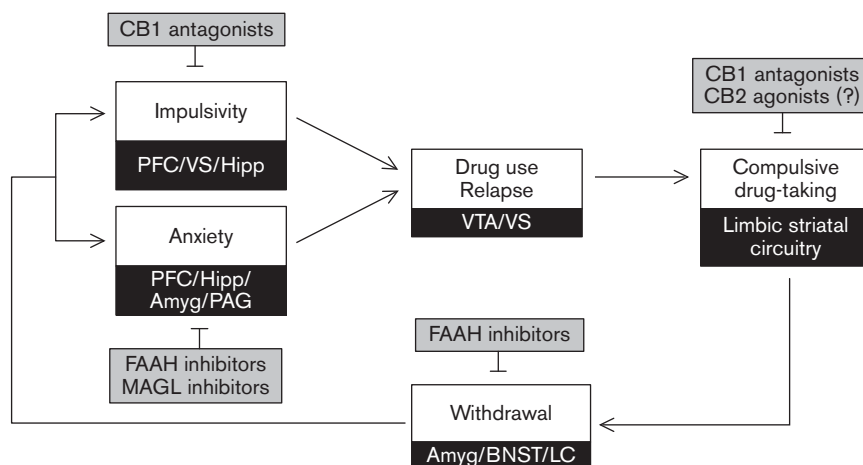 CB1 antagonists
Impulsivity
PFC/VS/Hipp
Anxiety
PFC/Hipp/
Amyg/PAG
FAAH inhibitors
MAGL inhibitors
Drug use
Relapse
VTA/VS
CB1 antagonists
CB2 agonists (?)
Compulsive
drug-taking
Limbic striatal
circuitry
FAAH inhibitors
Withdrawal
Amyg/BNST/LC